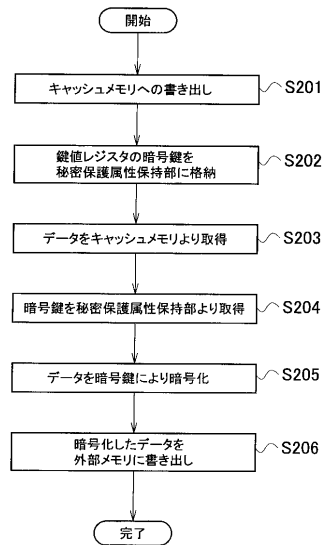 開始
キャッシュメモリへの書き出し
S201
鍵値レジスタの暗号鍵を
秘密保護属性保持部に格納
S202
データをキャッシュメモリより取得
S203
暗号鍵を秘密保護属性保持部より取得
S204
データを暗号鍵により暗号化
S205
暗号化したデータを
外部メモリに書き出し
S206
完了